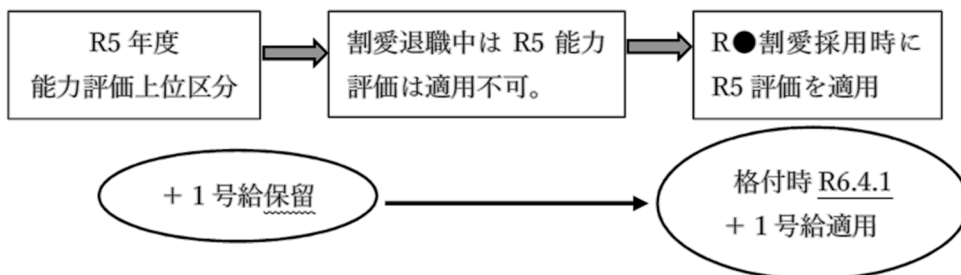 R5 年度
能力評価上位区分
割愛退職中は R5 能力
評価は適用不可。
R●割愛採用時に
R5 評価を適用
+1号給保留
格付時 R6.4.1
+1号給適用